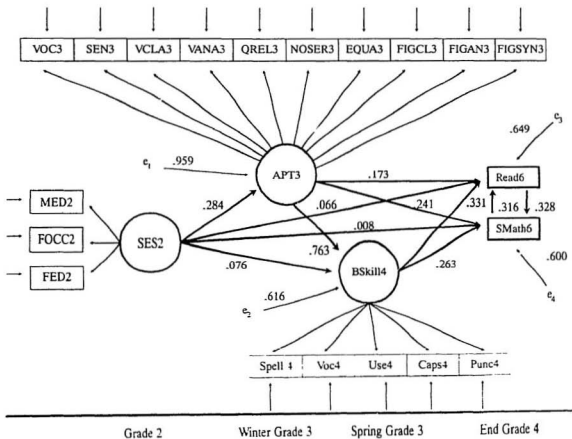 VOC3 SEN3 VCLA3 VANA3 QREL3 NOSER3 EQUA3 FIGCL3 FIGAN3 FIGSYN3
e3
.649
e1 .959
APT3 .173 Read6
MED2 .284 .066 .241 .331 .316 .328
FOCC2 SES2 .008 SMath6
FED2 .076 .763 BSkill4 .263 .600
e2 .616 e4
Spell 4 Voc4 Use4 Caps4 Punc4
Grade 2 Winter Grade 3 Spring Grade 3 End Grade 4